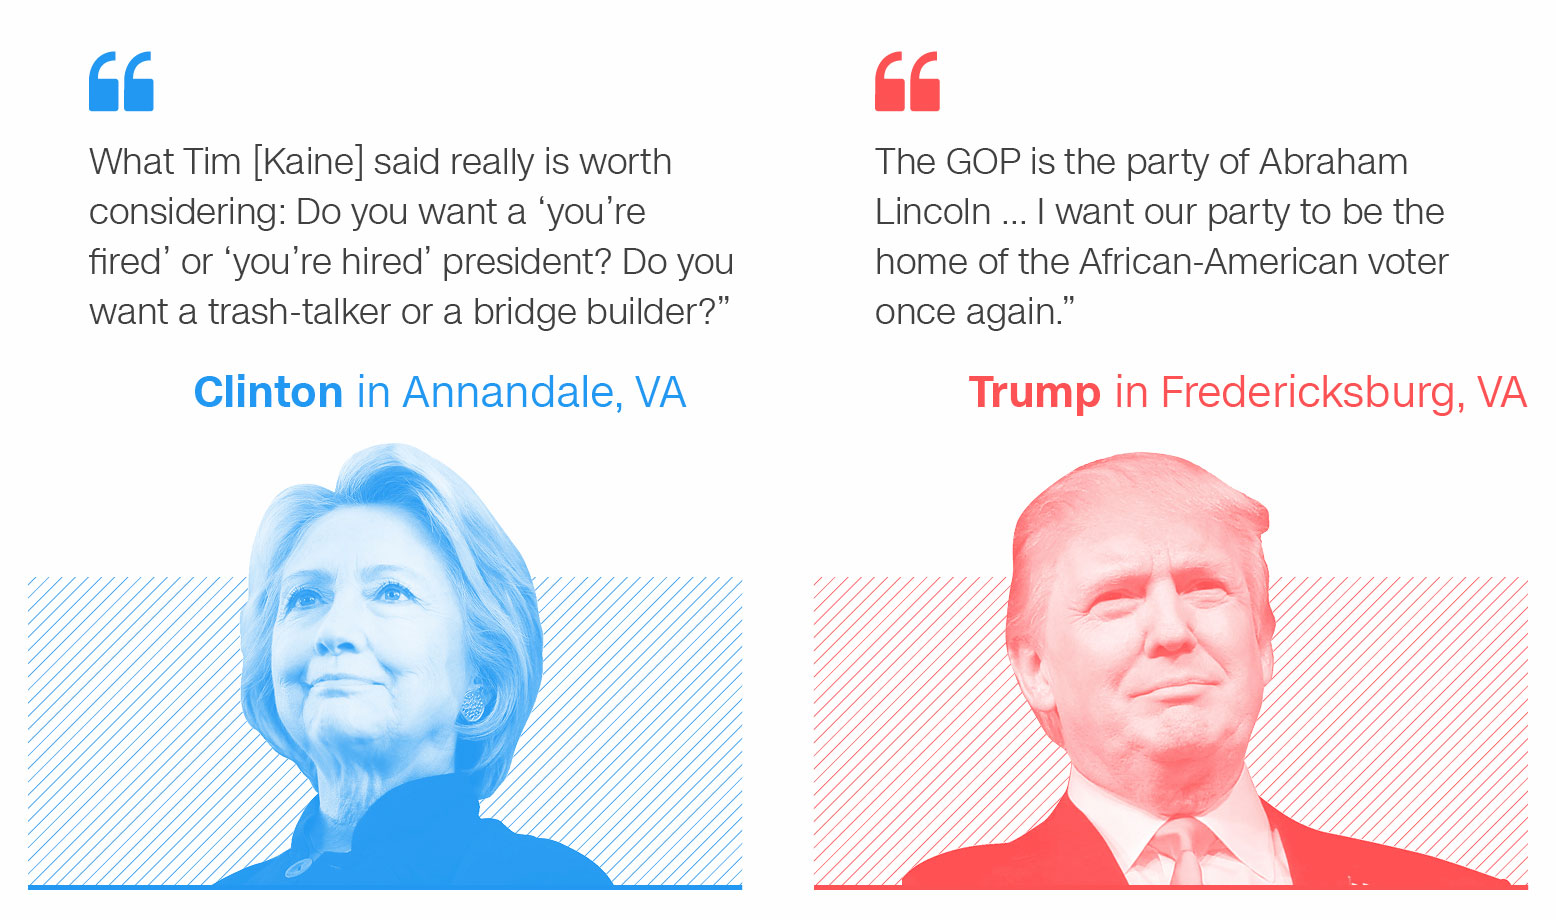 “
What Tim [Kaine] said really is worth
considering: Do you want a ‘you’re
fired’ or ‘you’re hired’ president? Do you
want a trash-talker or a bridge builder?”
Clinton in Annandale, VA
“
The GOP is the party of Abraham
Lincoln ... I want our party to be the
home of the African-American voter
once again.”
Trump in Fredericksburg, VA